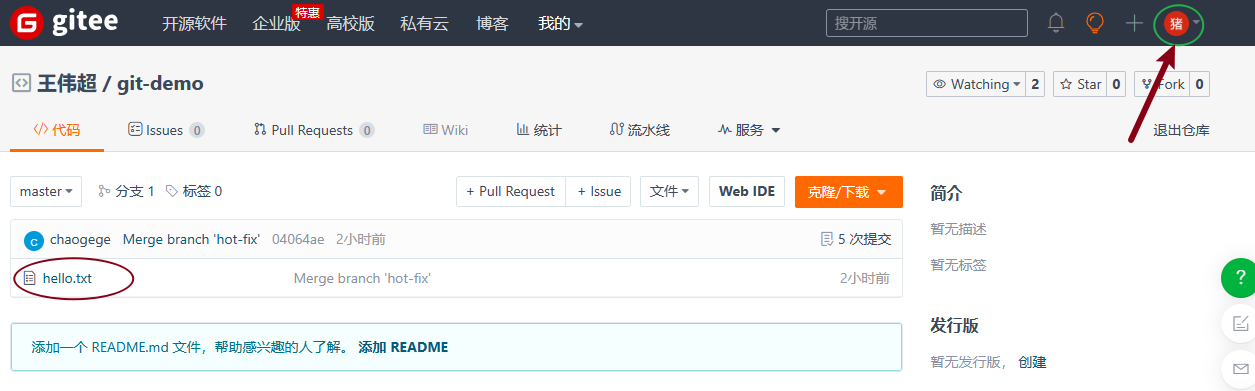 gitee 开源软件 企业版 特惠 高校版 私有云 博客 我的 搜开源 猪
王伟超 / git-demo Watching 2 Star 0 Fork 0
代码 Issues 0 Pull Requests 0 Wiki 统计 流水线 服务 退出仓库
master 分支 1 标签 0 + Pull Request + Issue 文件 Web IDE 克隆/下载 简介
c chaogege Merge branch 'hot-fix' 04064ae 2小时前 5 次提交 暂无描述
hello.txt Merge branch 'hot-fix' 2小时前 暂无标签
发行版
添加一个 README.md 文件，帮助感兴趣的人了解。 添加 README
暂无发行版， 创建
?